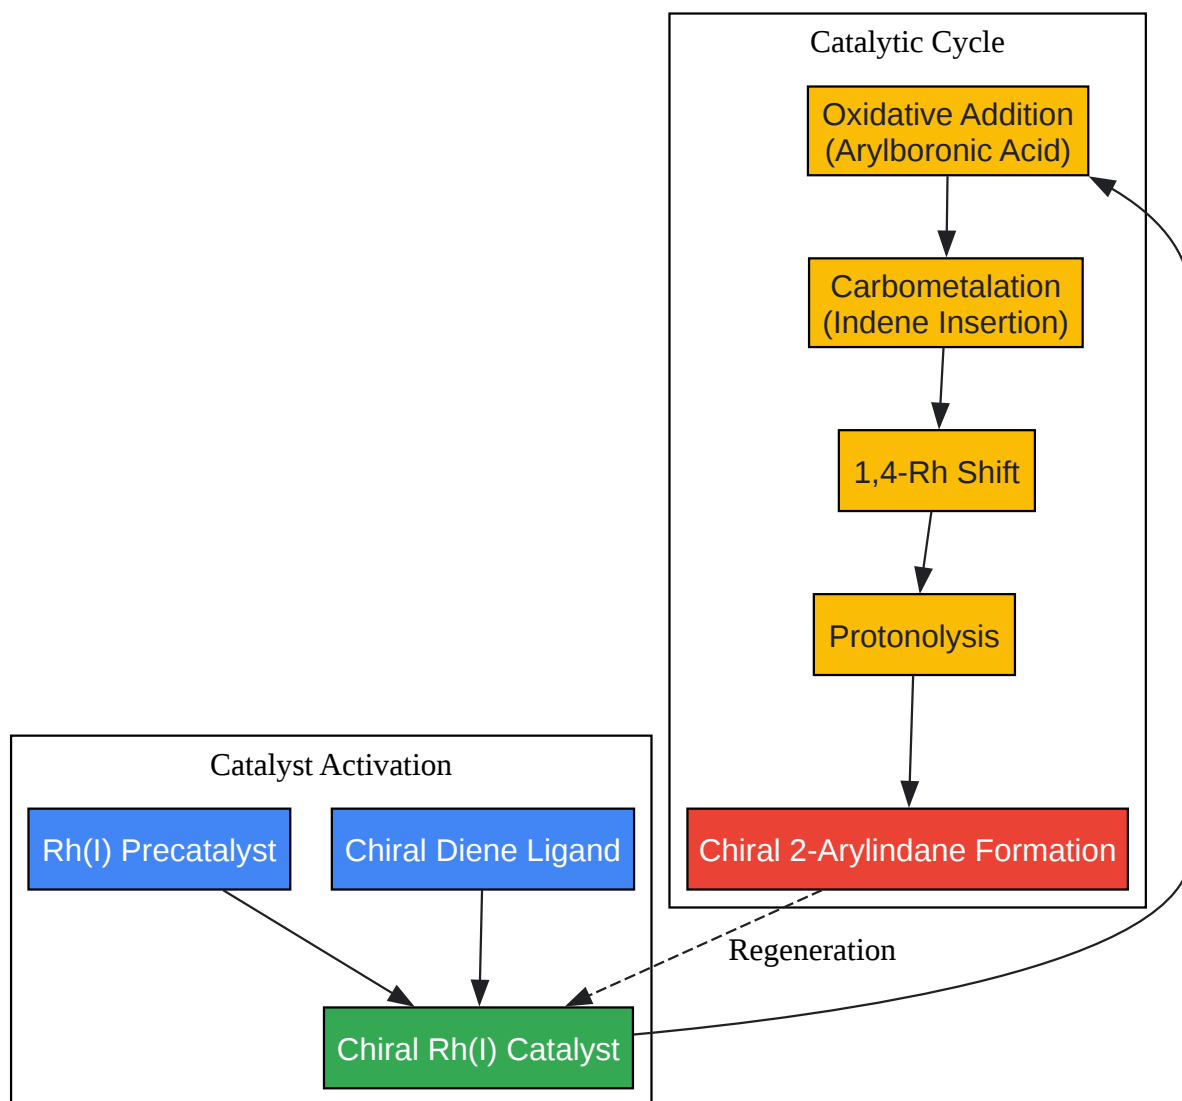 Catalytic Cycle
Oxidative Addition
(Arylboronic Acid)
Carbometalation
(Indene Insertion)
1,4-Rh Shift
Protonolysis
Catalyst Activation
Rh(I) Precatalyst
Chiral Diene Ligand
Chiral 2-Arylindane Formation
Regeneration
Chiral Rh(I) Catalyst